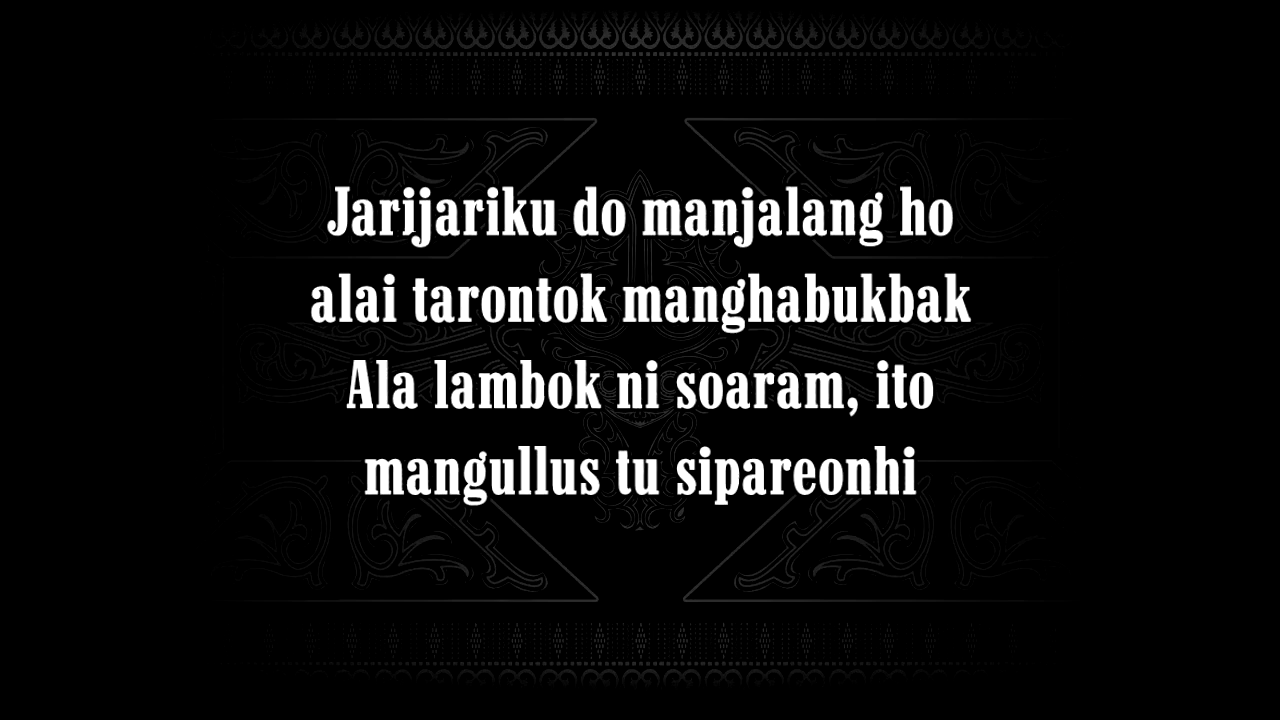 Jarijariku do manjalang ho
alai tarontok manghabukbak
Ala lambok ni soaram, ito
mangullus tu sipareonhi